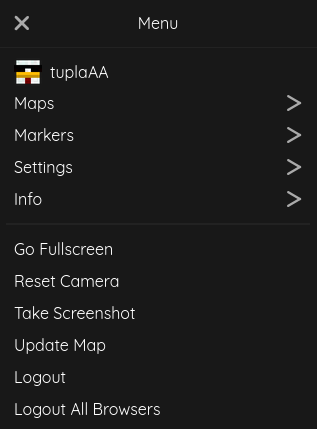 Menu
tuplaAA
Maps
Markers
Settings
Info
Go Fullscreen
Reset Camera
Take Screenshot
Update Map
Logout
Logout All Browsers